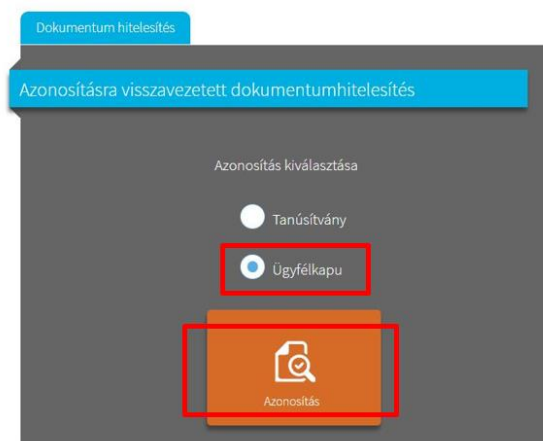 Dokumentum hitelesítés
Azonosításra visszavezetett dokumentumhitelesítés
Azonosítás kiválasztása
Tanúsítvány
Ügyfélkapu
Azonosítás